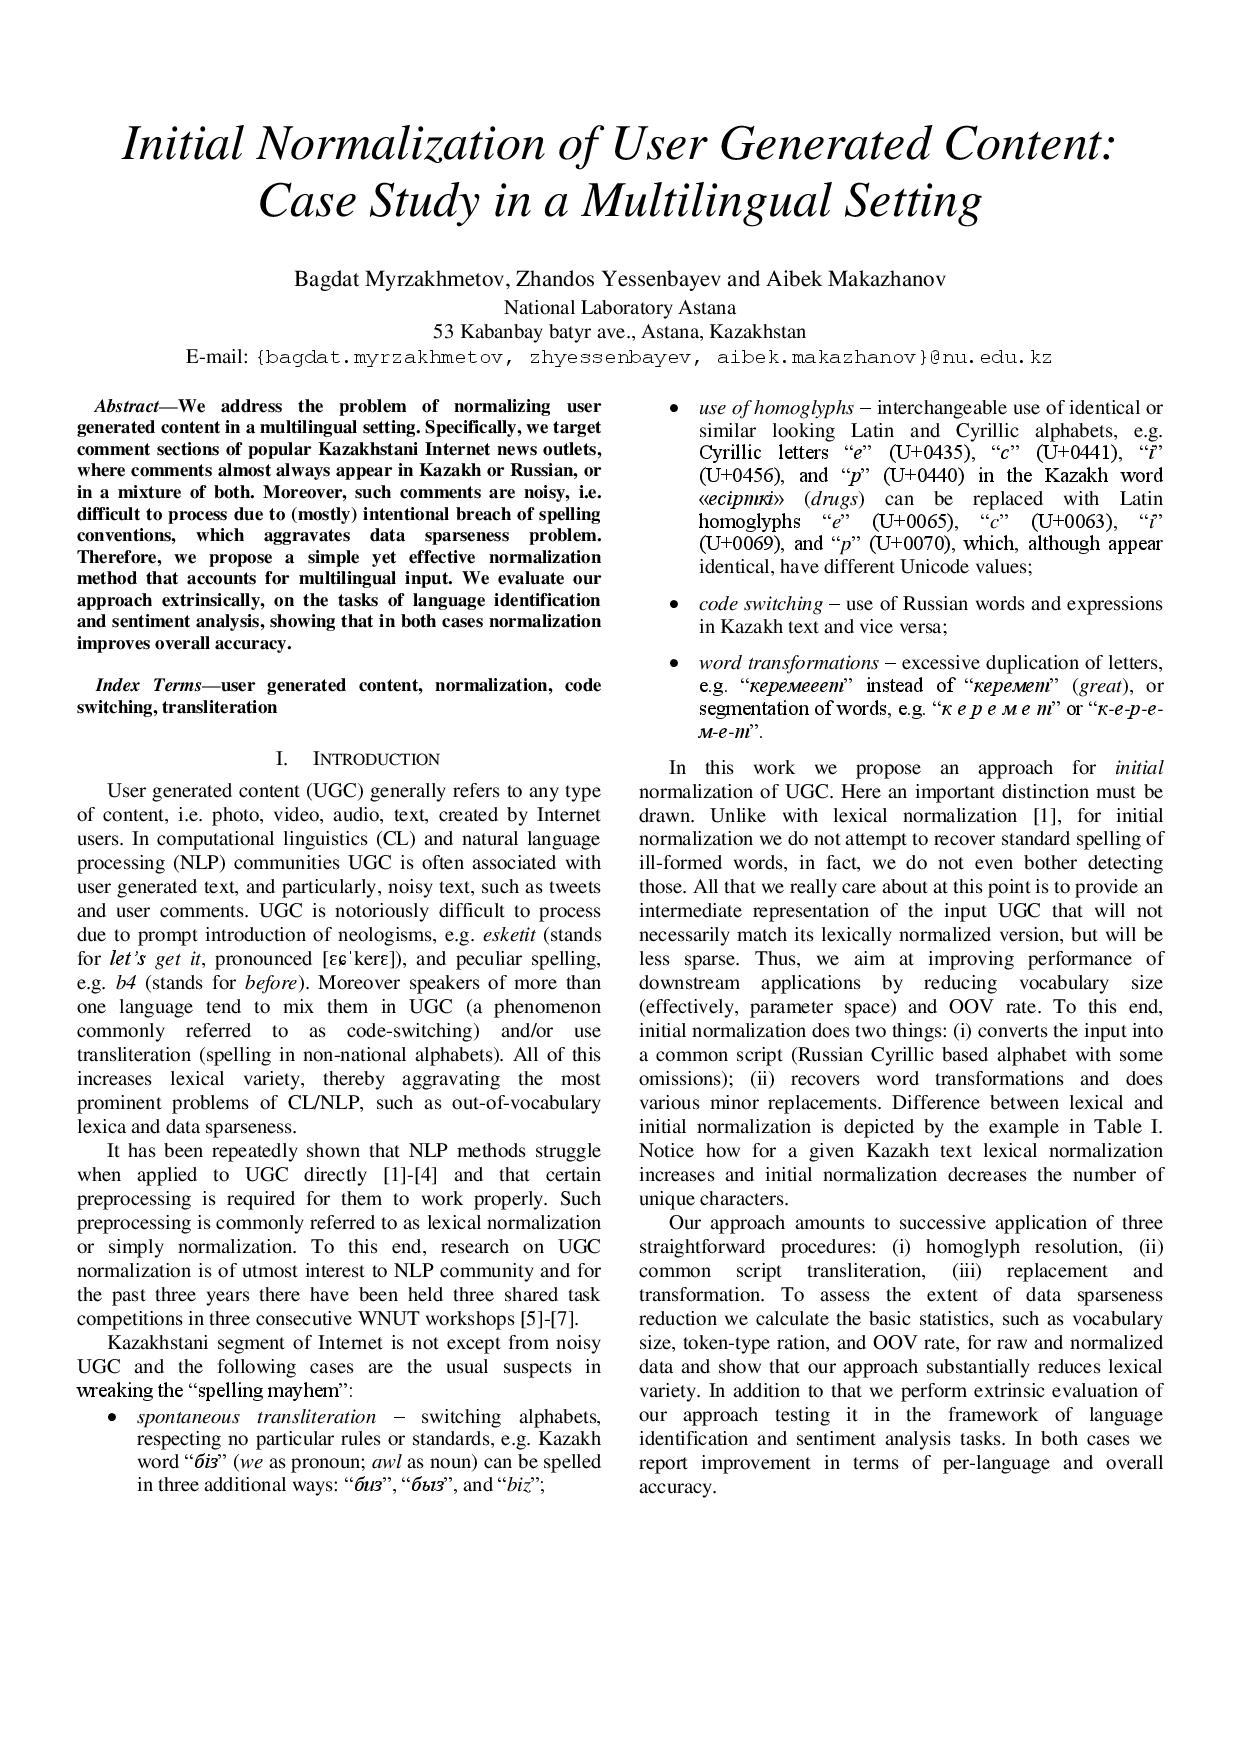 Initial Normalization of User Generated Content:
Case Study in a Multilingual Setting
Bagdat Myrzakhmetov, Zhandos Yessenbayev and Aibek Makazhanov
National Laboratory Astana
53 Kabanbay batyr ave., Astana, Kazakhstan
E-mail: {bagdat.myrzakhmetov, zhyessenbayev, aibek.makazhanov}@nu.edu.kz
Abstract—We address the problem of normalizing user
generated content in a multilingual setting. Specifically, we target
comment sections of popular Kazakhstani Internet news outlets,
where comments almost always appear in Kazakh or Russian, or
in a mixture of both. Moreover, such comments are noisy, i.e.
difficult to process due to (mostly) intentional breach of spelling
conventions, which aggravates data sparseness problem.
Therefore, we propose a simple yet effective normalization
method that accounts for multilingual input. We evaluate our
approach extrinsically, on the tasks of language identification
and sentiment analysis, showing that in both cases normalization
improves overall accuracy.
Index Terms—user generated content, normalization, code
switching, transliteration
I. INTRODUCTION
User generated content (UGC) generally refers to any type
of content, i.e. photo, video, audio, text, created by Internet
users. In computational linguistics (CL) and natural language
processing (NLP) communities UGC is often associated with
user generated text, and particularly, noisy text, such as tweets
and user comments. UGC is notoriously difficult to process
due to prompt introduction of neologisms, e.g. esketit (stands
for let's get it, pronounced [ɛɕˈkerɛ]), and peculiar spelling,
e.g. b4 (stands for before). Moreover speakers of more than
one language tend to mix them in UGC (a phenomenon
commonly referred to as code-switching) and/or use
transliteration (spelling in non-national alphabets). All of this
increases lexical variety, thereby aggravating the most
prominent problems of CL/NLP, such as out-of-vocabulary
lexica and data sparseness.
It has been repeatedly shown that NLP methods struggle
when applied to UGC directly [1]-[4] and that certain
preprocessing is required for them to work properly. Such
preprocessing is commonly referred to as lexical normalization
or simply normalization. To this end, research on UGC
normalization is of utmost interest to NLP community and for
the past three years there have been held three shared task
competitions in three consecutive WNUT workshops [5]-[7].
Kazakhstani segment of Internet is not except from noisy
UGC and the following cases are the usual suspects in
wreaking the “spelling mayhem”:
• spontaneous transliteration – switching alphabets,
respecting no particular rules or standards, e.g. Kazakh
word “біз” (we as pronoun; awl as noun) can be spelled
in three additional ways: “биз”, “быз”, and “biz”;
• use of homoglyphs – interchangeable use of identical or
similar looking Latin and Cyrillic alphabets, e.g.
Cyrillic letters “е” (U+0435), “с” (U+0441), “і”
(U+0456), and “р” (U+0440) in the Kazakh word
«есірткі» (drugs) can be replaced with Latin
homoglyphs “e” (U+0065), “c” (U+0063), “i”
(U+0069), and “p” (U+0070), which, although appear
identical, have different Unicode values;
• code switching – use of Russian words and expressions
in Kazakh text and vice versa;
• word transformations – excessive duplication of letters,
e.g. “керемееет” instead of “керемет” (great), or
segmentation of words, e.g. “к е р е м е т” or “к-е-р-е-
м-е-т”.
In this work we propose an approach for initial
normalization of UGC. Here an important distinction must be
drawn. Unlike with lexical normalization [1], for initial
normalization we do not attempt to recover standard spelling of
ill-formed words, in fact, we do not even bother detecting
those. All that we really care about at this point is to provide an
intermediate representation of the input UGC that will not
necessarily match its lexically normalized version, but will be
less sparse. Thus, we aim at improving performance of
downstream applications by reducing vocabulary size
(effectively, parameter space) and OOV rate. To this end,
initial normalization does two things: (i) converts the input into
a common script (Russian Cyrillic based alphabet with some
omissions); (ii) recovers word transformations and does
various minor replacements. Difference between lexical and
initial normalization is depicted by the example in Table I.
Notice how for a given Kazakh text lexical normalization
increases and initial normalization decreases the number of
unique characters.
Our approach amounts to successive application of three
straightforward procedures: (i) homoglyph resolution, (ii)
common script transliteration, (iii) replacement and
transformation. To assess the extent of data sparseness
reduction we calculate the basic statistics, such as vocabulary
size, token-type ration, and OOV rate, for raw and normalized
data and show that our approach substantially reduces lexical
variety. In addition to that we perform extrinsic evaluation of
our approach testing it in the framework of language
identification and sentiment analysis tasks. In both cases we
report improvement in terms of per-language and overall
accuracy.